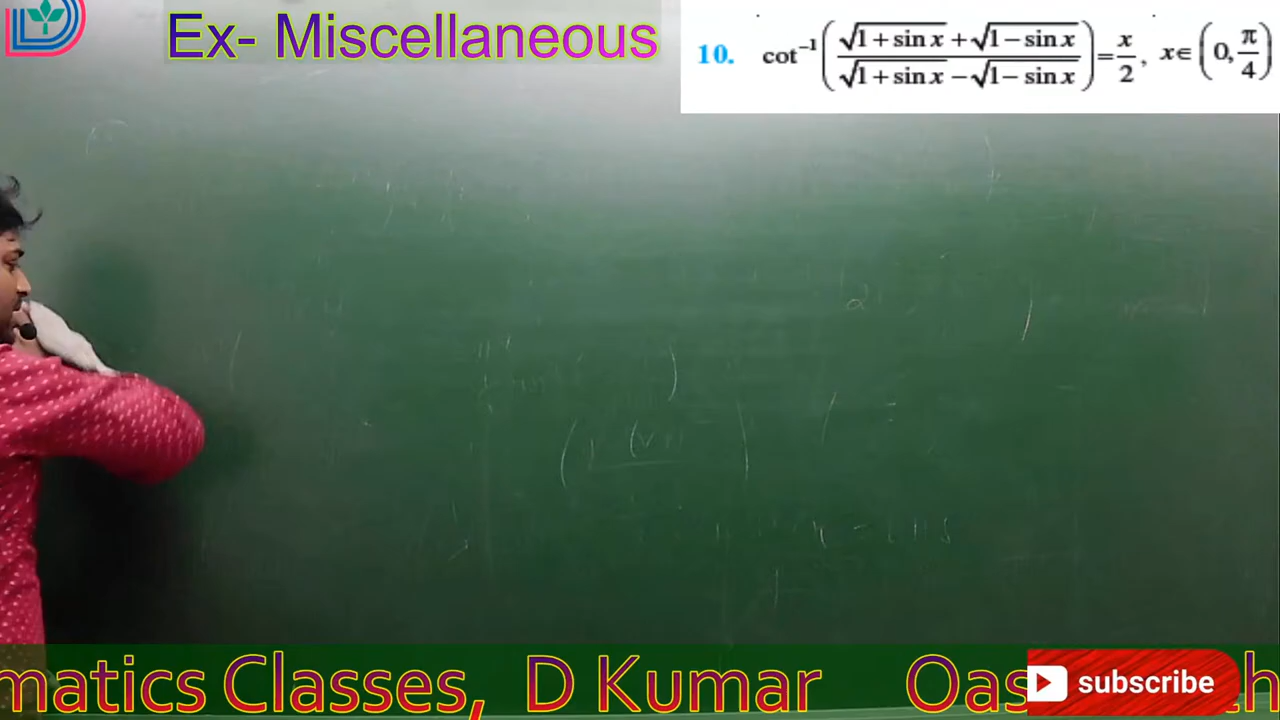 Ex- Miscellaneous
10. cot⁻¹((√1+sin x + √1−sin x)/(√1+sin x − √1−sin x)) = x/2, x∈(0, π/4)
matics Classes, D Kumar Oas
subscribe